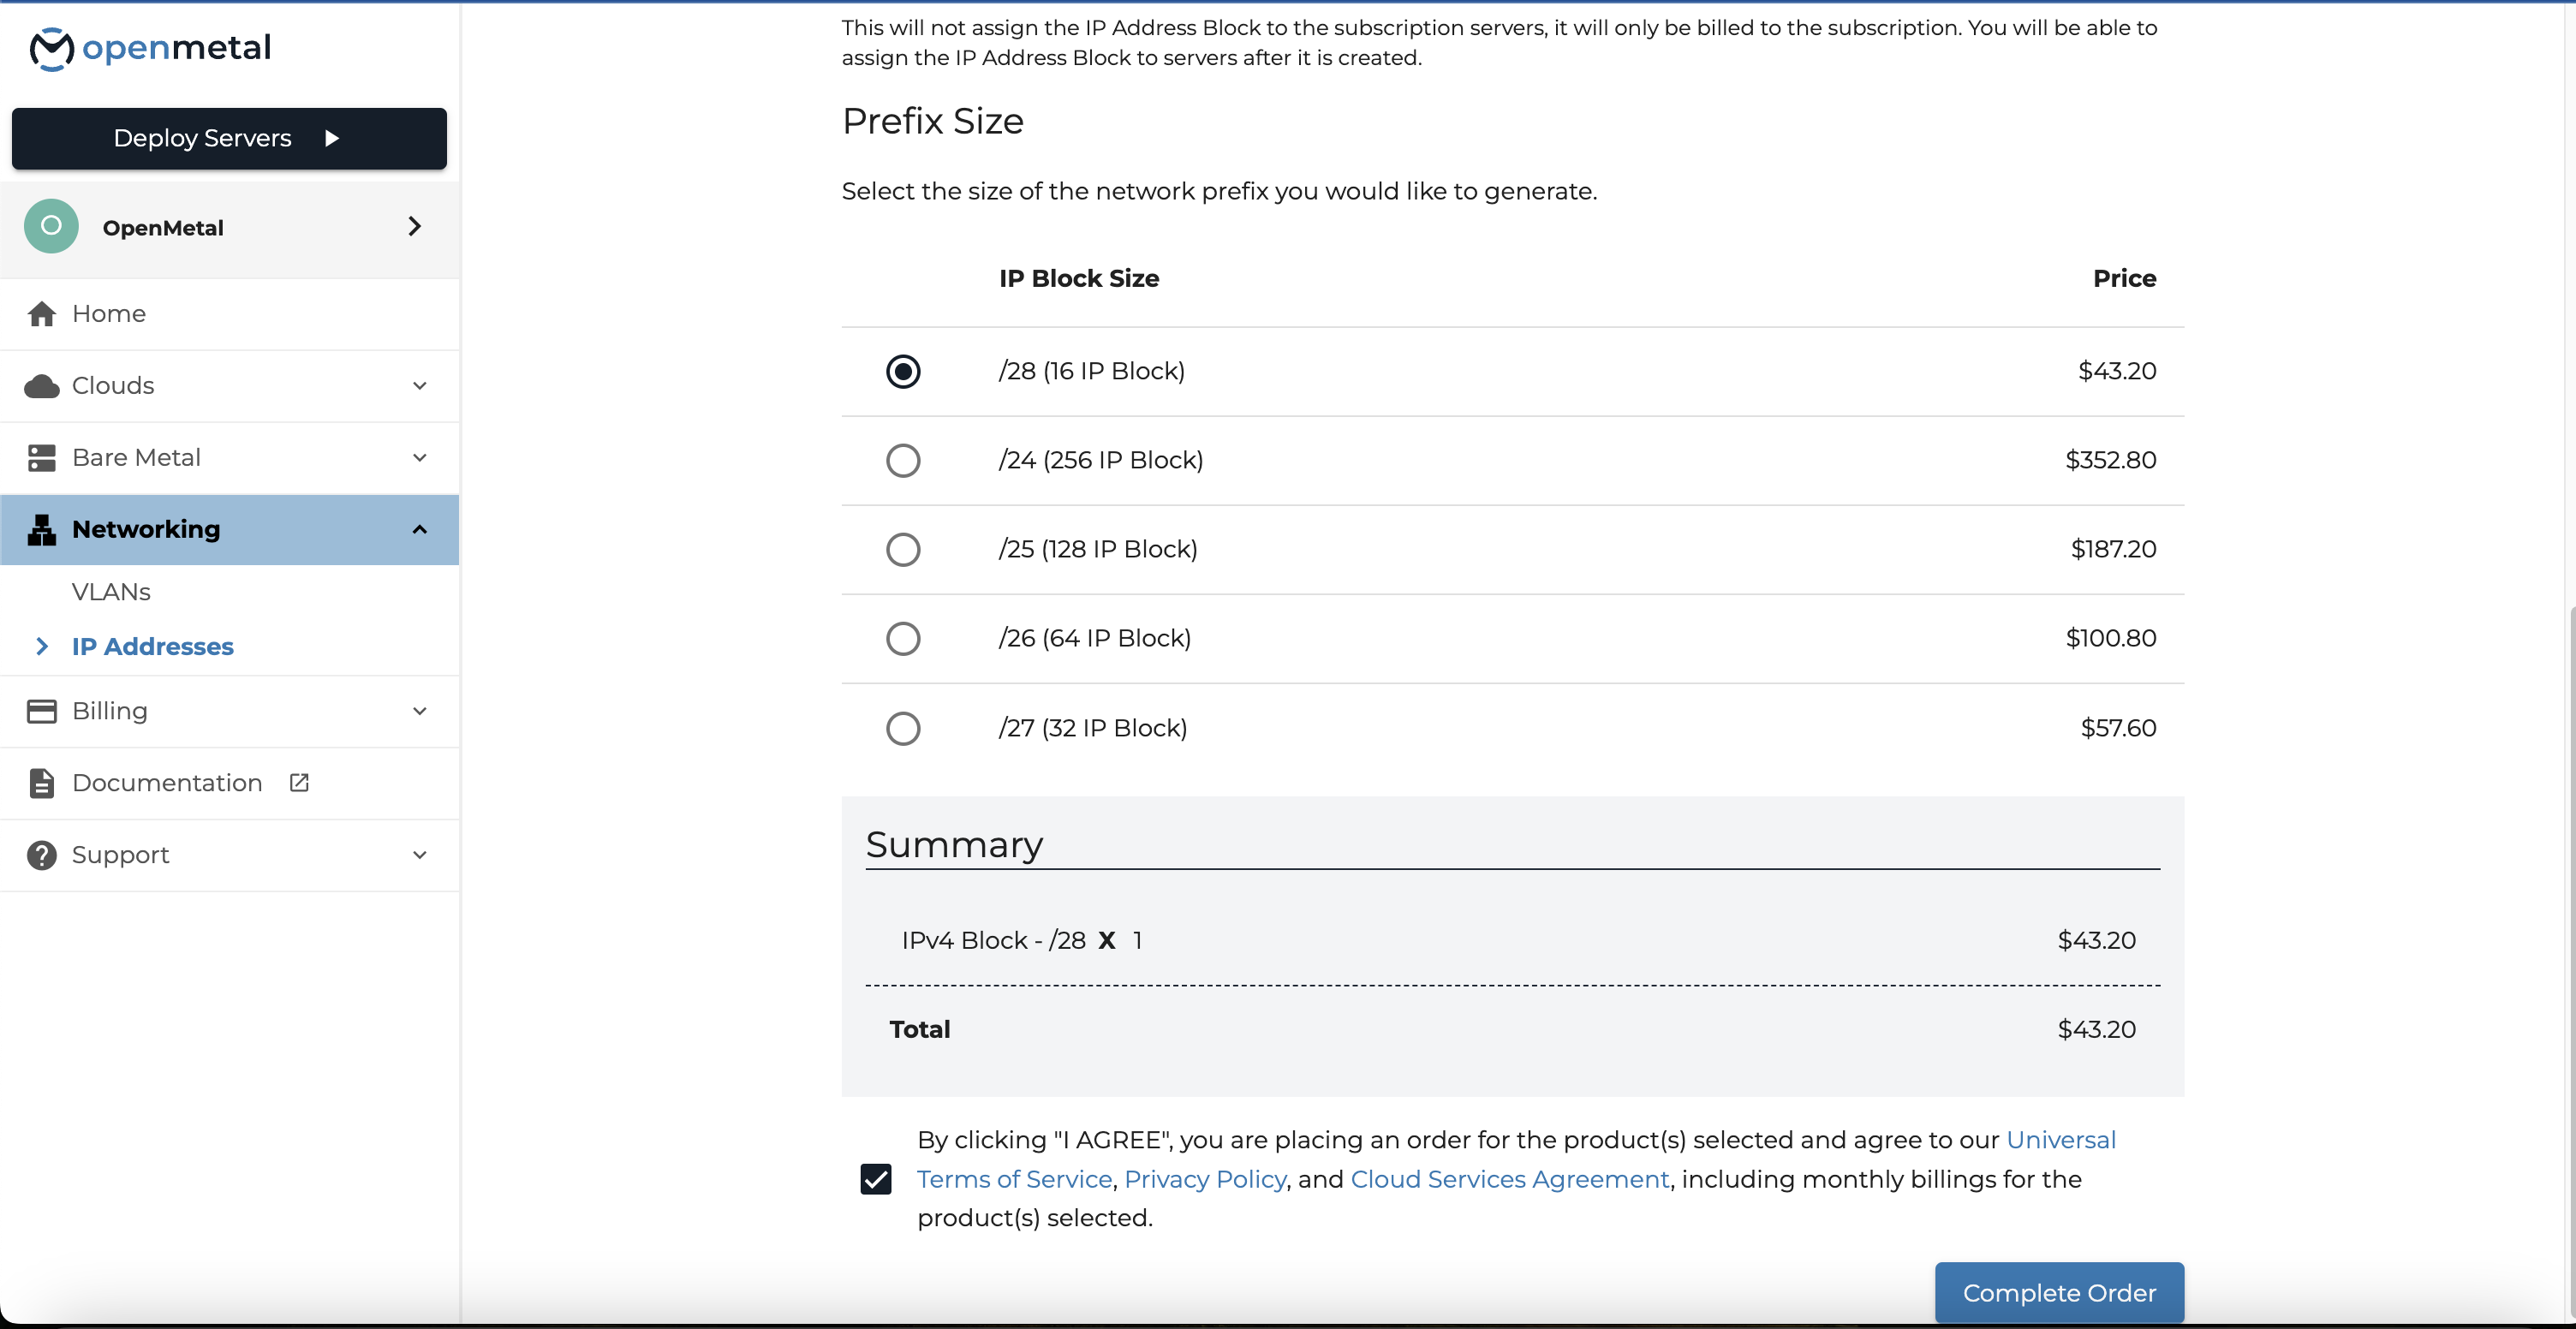 openmetal
Deploy Servers
O
OpenMetal
Home
Clouds
Bare Metal
Networking
VLANs
IP Addresses
Billing
Documentation
Support
This will not assign the IP Address Block to the subscription servers, it will only be billed to the subscription. You will be able to
assign the IP Address Block to servers after it is created.
Prefix Size
Select the size of the network prefix you would like to generate.
IP Block Size Price
/28 (16 IP Block) $43.20
/24 (256 IP Block) $352.80
/25 (128 IP Block) $187.20
/26 (64 IP Block) $100.80
/27 (32 IP Block) $57.60
Summary
IPv4 Block - /28 X 1 $43.20
Total $43.20
By clicking "I AGREE", you are placing an order for the product(s) selected and agree to our Universal
Terms of Service, Privacy Policy, and Cloud Services Agreement, including monthly billings for the
product(s) selected.
Complete Order